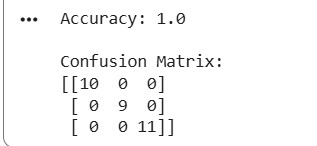 Accuracy: 1.0
Confusion Matrix:
[[10 0 0]
[ 0 9 0]
[ 0 0 11]]